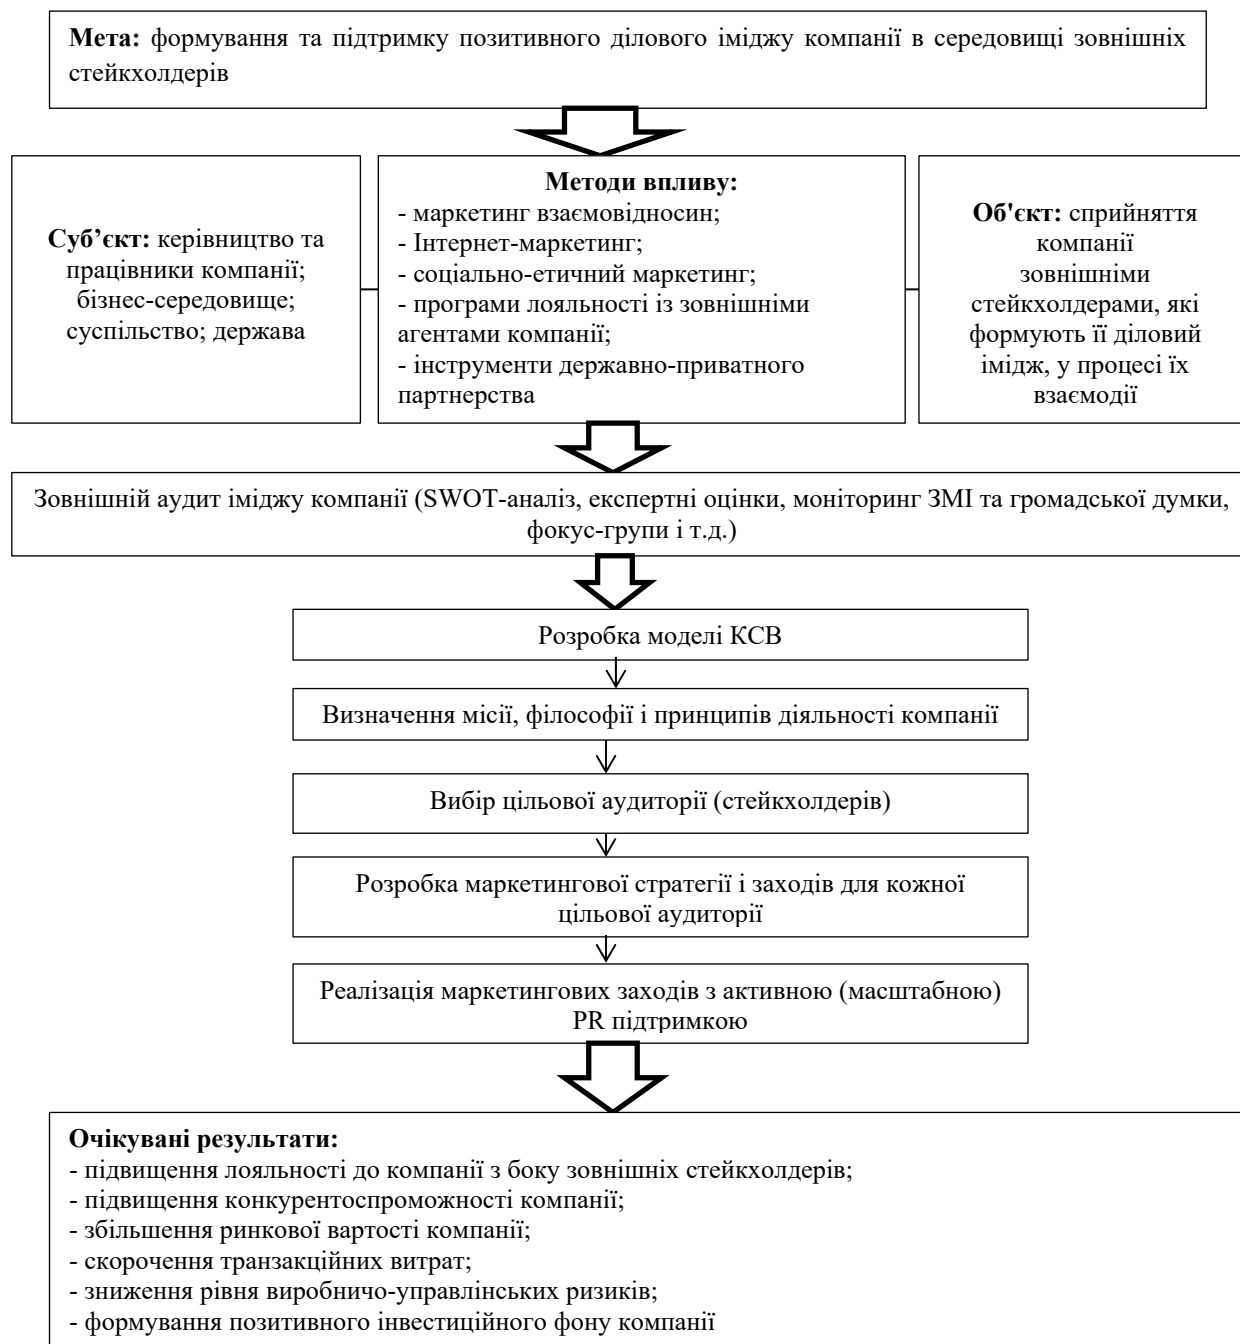 Мета: формування та підтримку позитивного ділового іміджу компанії в середовищі зовнішніх
стейкхолдерів
Суб’єкт: керівництво та
працівники компанії;
бізнес-середовище;
суспільство; держава
Методи впливу:
- маркетинг взаємовідносин;
- Інтернет-маркетинг;
- соціально-етичний маркетинг;
- програми лояльності із зовнішніми
агентами компанії;
- інструменти державно-приватного
партнерства
Об'єкт: сприйняття
компанії
зовнішніми
стейкхолдерами, які
формують її діловий
імідж, у процесі їх
взаємодії
Зовнішній аудит іміджу компанії (SWOT-аналіз, експертні оцінки, моніторинг ЗМІ та громадської думки,
фокус-групи і т.д.)
Розробка моделі КСВ
Визначення місії, філософії і принципів діяльності компанії
Вибір цільової аудиторії (стейкхолдерів)
Розробка маркетингової стратегії і заходів для кожної
цільової аудиторії
Реалізація маркетингових заходів з активною (масштабною)
PR підтримкою
Очікувані результати:
- підвищення лояльності до компанії з боку зовнішніх стейкхолдерів;
- підвищення конкурентоспроможності компанії;
- збільшення ринкової вартості компанії;
- скорочення транзакційних витрат;
- зниження рівня виробничо-управлінських ризиків;
- формування позитивного інвестиційного фону компанії